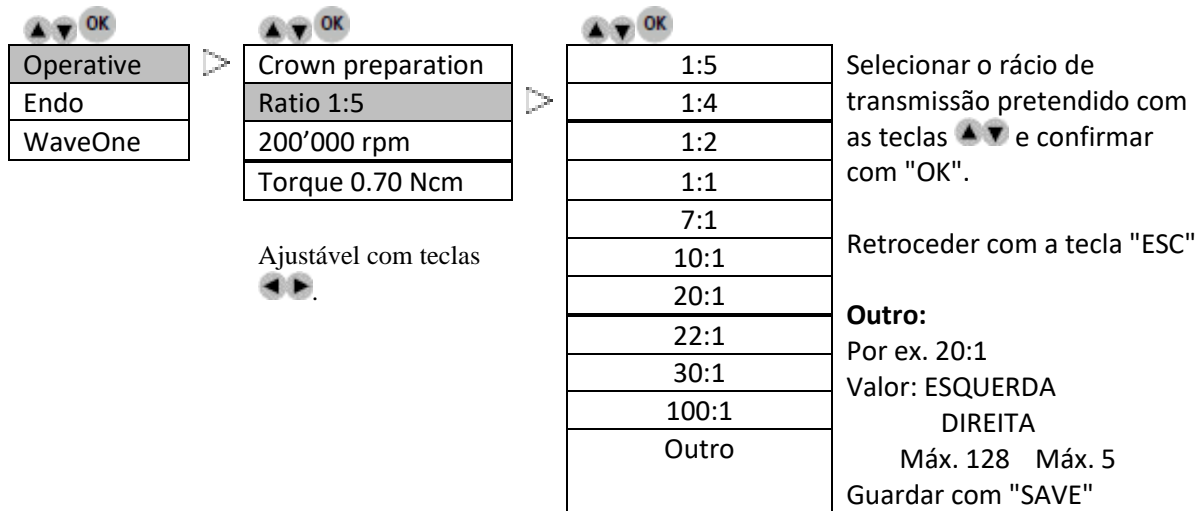 OK
Operative
Endo
WaveOne
OK
Crown preparation
Ratio 1:5
200’000 rpm
Torque 0.70 Ncm
Ajustável com teclas
.
OK
1:5
1:4
1:2
1:1
7:1
10:1
20:1
22:1
30:1
100:1
Outro
Selecionar o rácio de
transmissão pretendido com
as teclas e confirmar
com "OK".
Retroceder com a tecla "ESC"
Outro:
Por ex. 20:1
Valor: ESQUERDA
DIREITA
Máx. 128 Máx. 5
Guardar com "SAVE"